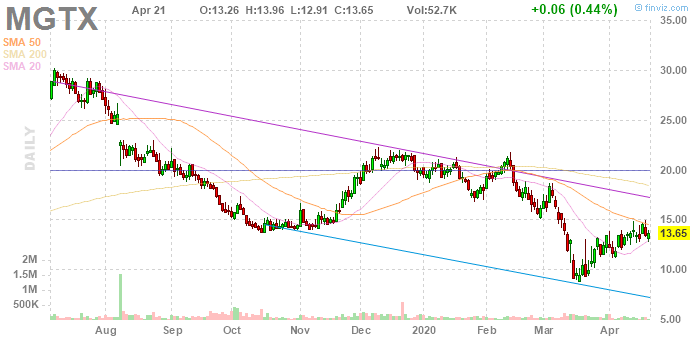 MGTX Apr 21 O:13.26 H:13.96 L:12.91 C:13.65 Vol:52.7K +0.06 (0.44%) © finviz.com
SMA 50
SMA 200
SMA 20
DAILY
35.00
30.00
25.00
20.00
15.00
13.65
10.00
5.00
2M
1M
500K
Aug Sep Oct Nov Dec 2020 Feb Mar Apr